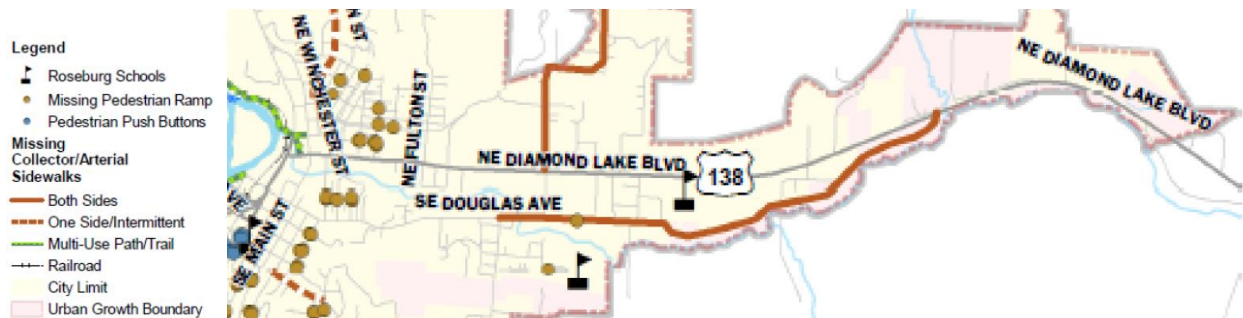 Legend
Roseburg Schools
Missing Pedestrian Ramp
Pedestrian Push Buttons
Missing
Collector/Arterial
Sidewalks
Both Sides
One Side/Intermittent
Multi-Use Path/Trail
Railroad
City Limit
Urban Growth Boundary
NE WINCHESTER ST
N ST
NE FULTON ST
NE DIAMOND LAKE BLVD
138
NE DIAMOND LAKE BLVD
SE DOUGLAS AVE
VE
SE MAIN ST